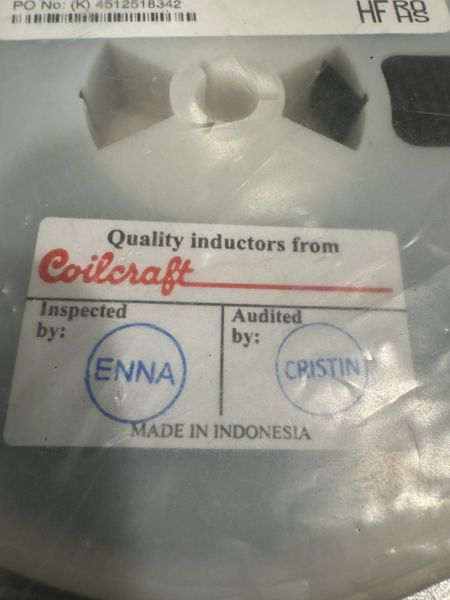 PO No: (K) 4512518342
HF RO
HS
Quality inductors from
Coilcraft
Inspected by:
ENNA
Audited by:
CRISTIN
MADE IN INDONESIA